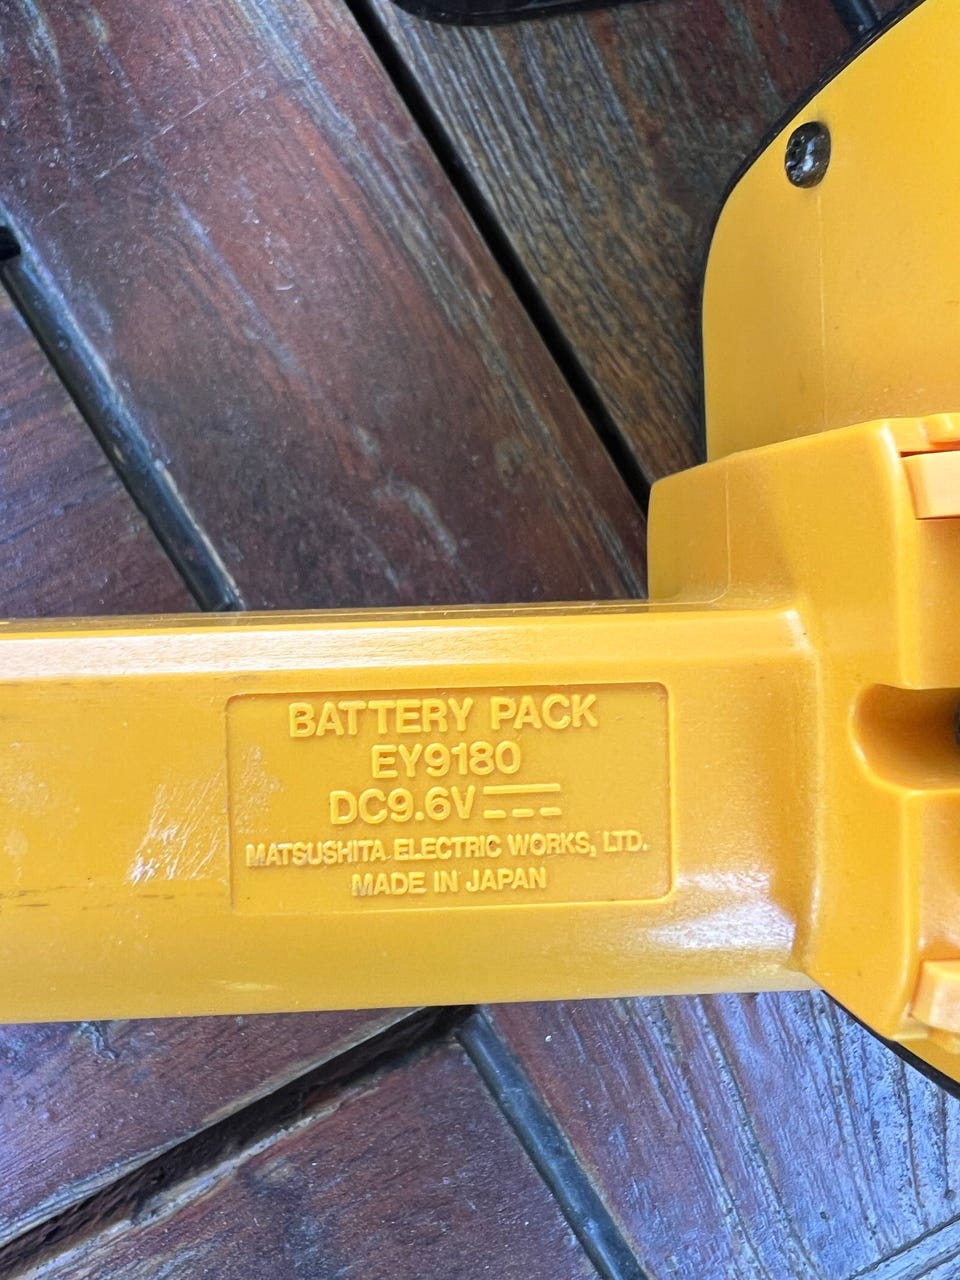 BATTERY PACK
EY9180
DC9.6V ⎓
MATSUSHITA ELECTRIC WORKS, LTD.
MADE IN JAPAN